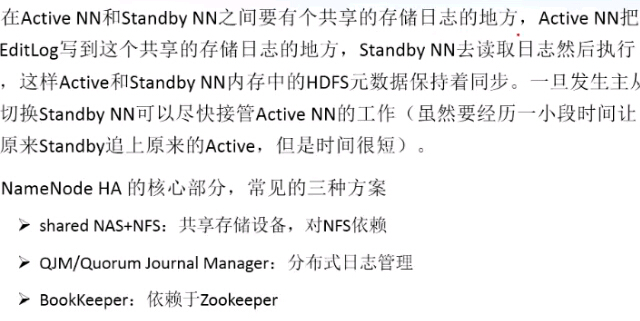 在Active NN和Standby NN之间要有个共享的存储日志的地方，Active NN把
EditLog写到这个共享的存储日志的地方，Standby NN去读取日志然后执行
，这样Active和Standby NN内存中的HDFS元数据保持着同步。一旦发生主从
切换Standby NN可以尽快接管Active NN的工作（虽然要经历一小段时间让
原来Standby追上原来的Active，但是时间很短）。
NameNode HA 的核心部分，常见的三种方案
➢ shared NAS+NFS：共享存储设备，对NFS依赖
➢ QJM/Quorum Journal Manager：分布式日志管理
➢ BookKeeper：依赖于Zookeeper